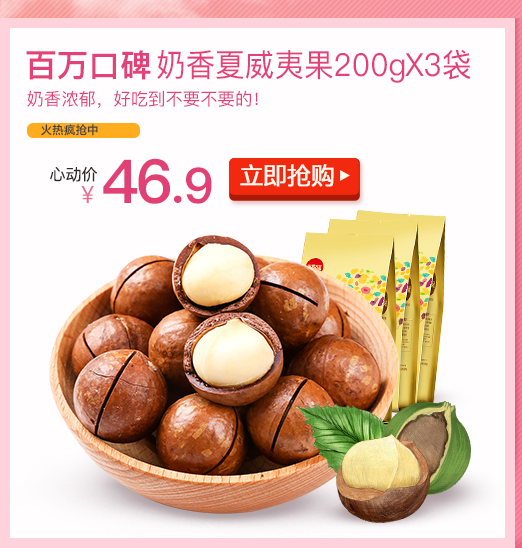 百万口碑 奶香夏威夷果200gX3袋
奶香浓郁，好吃到不要不要的！
火热疯抢中
心动价
¥ 46.9
立即抢购